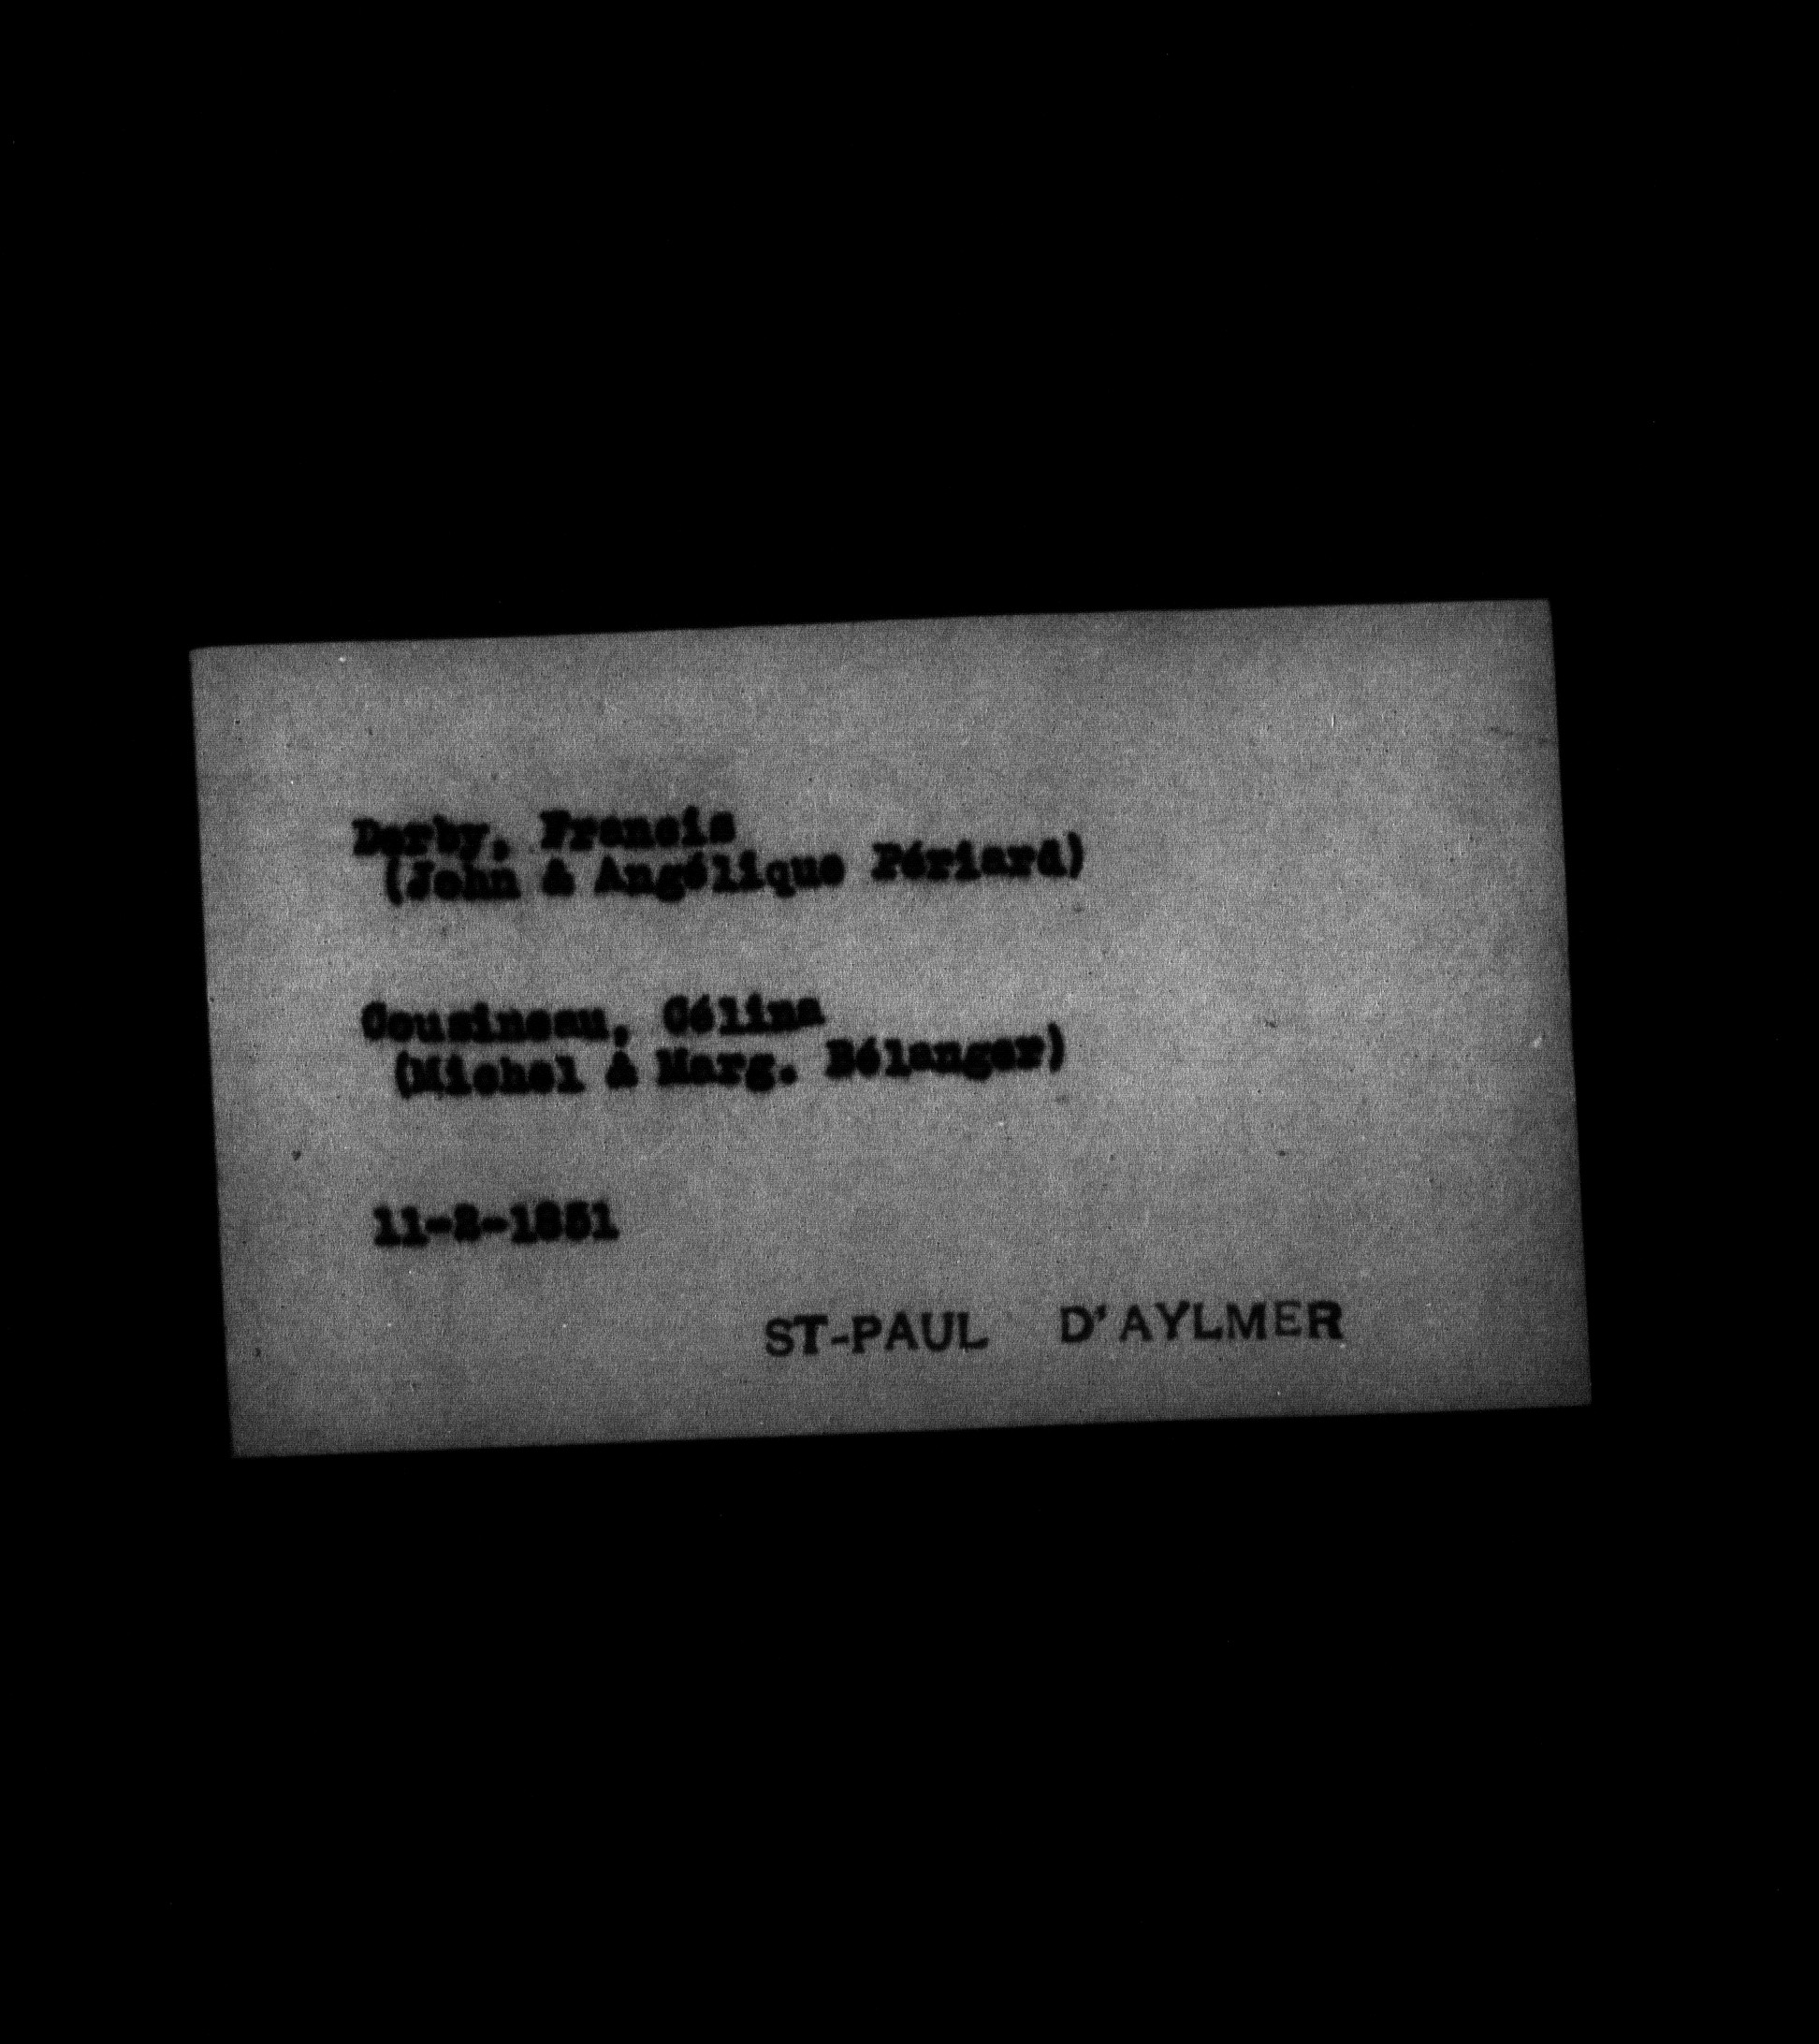 Derby, Francis
(John & Angélique Périard)
Cousineau, Célina
(Michel & Marg. Bélanger)
11-2-1851
ST-PAUL D'AYLMER